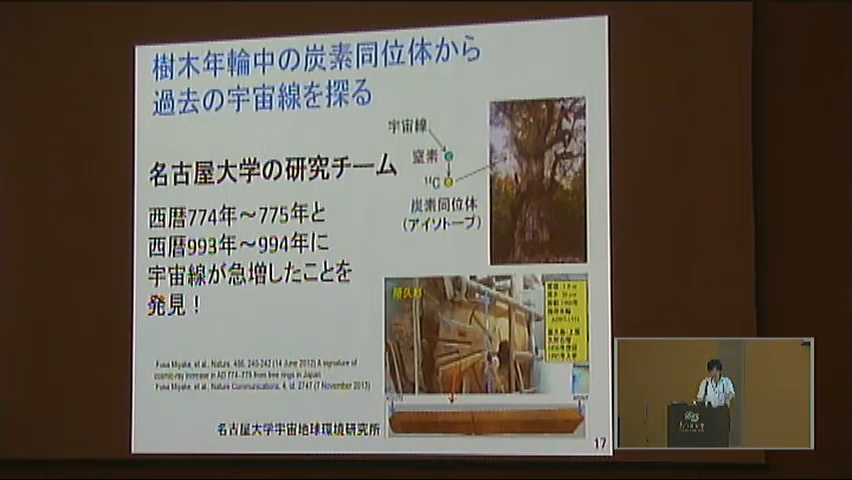 樹木年輪中の炭素同位体から
過去の宇宙線を探る
宇宙線
窒素
¹⁴C
炭素同位体
(アイソトープ)
名古屋大学の研究チーム
西暦774年〜775年と
西暦993年〜994年に
宇宙線が急増したことを
発見！
屋久杉
Fusa Miyake, et al., Nature, 486, 240-242 (14 June 2012) A signature of
cosmic-ray increase in AD 774–775 from tree rings in Japan
Fusa Miyake, et al., Nature Communications, 4, id. 2747 (7 November 2013)
名古屋大学宇宙地球環境研究所
17